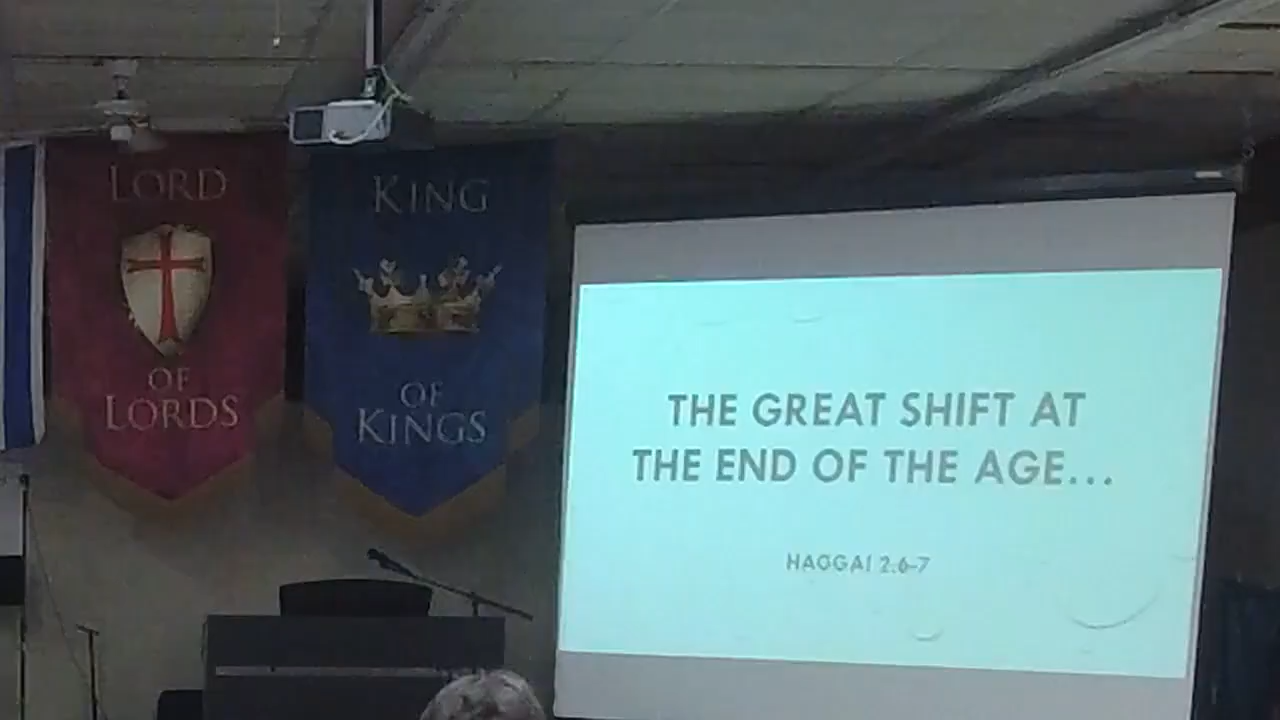 LORD
OF
LORDS
KING
OF
KINGS
THE GREAT SHIFT AT
THE END OF THE AGE...
HAGGAI 2:6-7